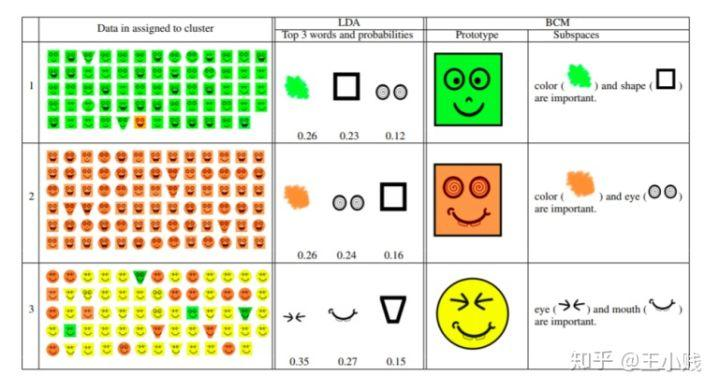 Data in assigned to cluster
LDA
BCM
Top 3 words and probabilities
Prototype
Subspaces
1
0.26 0.23 0.12
color ( ) and shape ( )
are important.
2
0.26 0.24 0.16
color ( ) and eye ( )
are important.
3
0.35 0.27 0.15
eye ( ) and mouth ( )
are important.
知乎 @王小贱